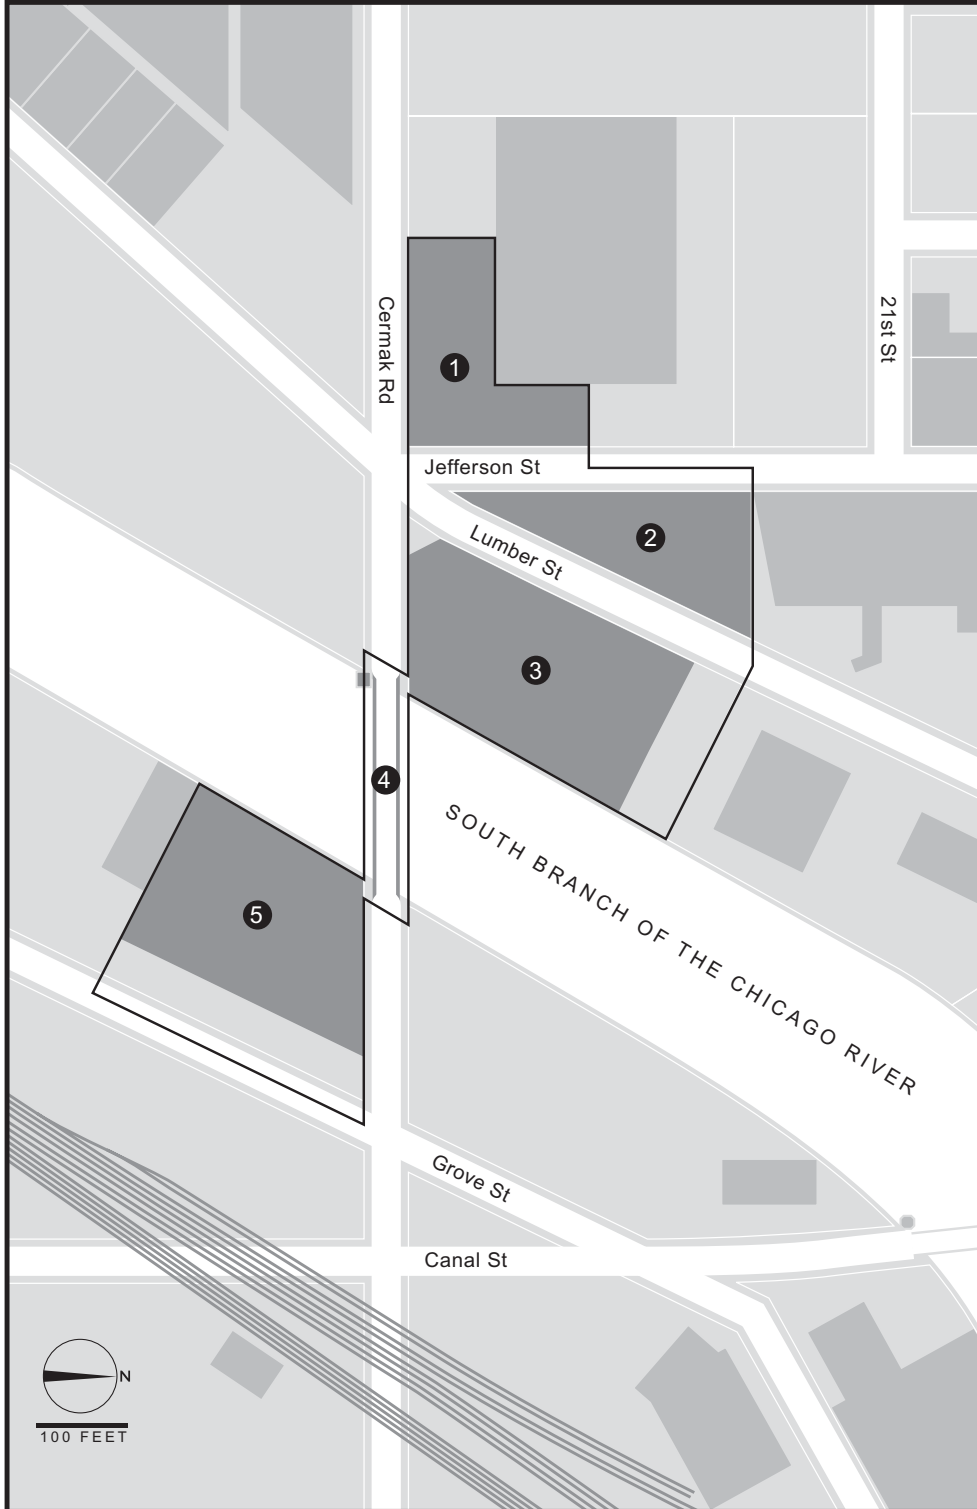 Cermak Rd
21st St
1
Jefferson St
2
Lumber St
3
4
SOUTH BRANCH OF THE CHICAGO RIVER
5
Grove St
Canal St
N
100 FEET